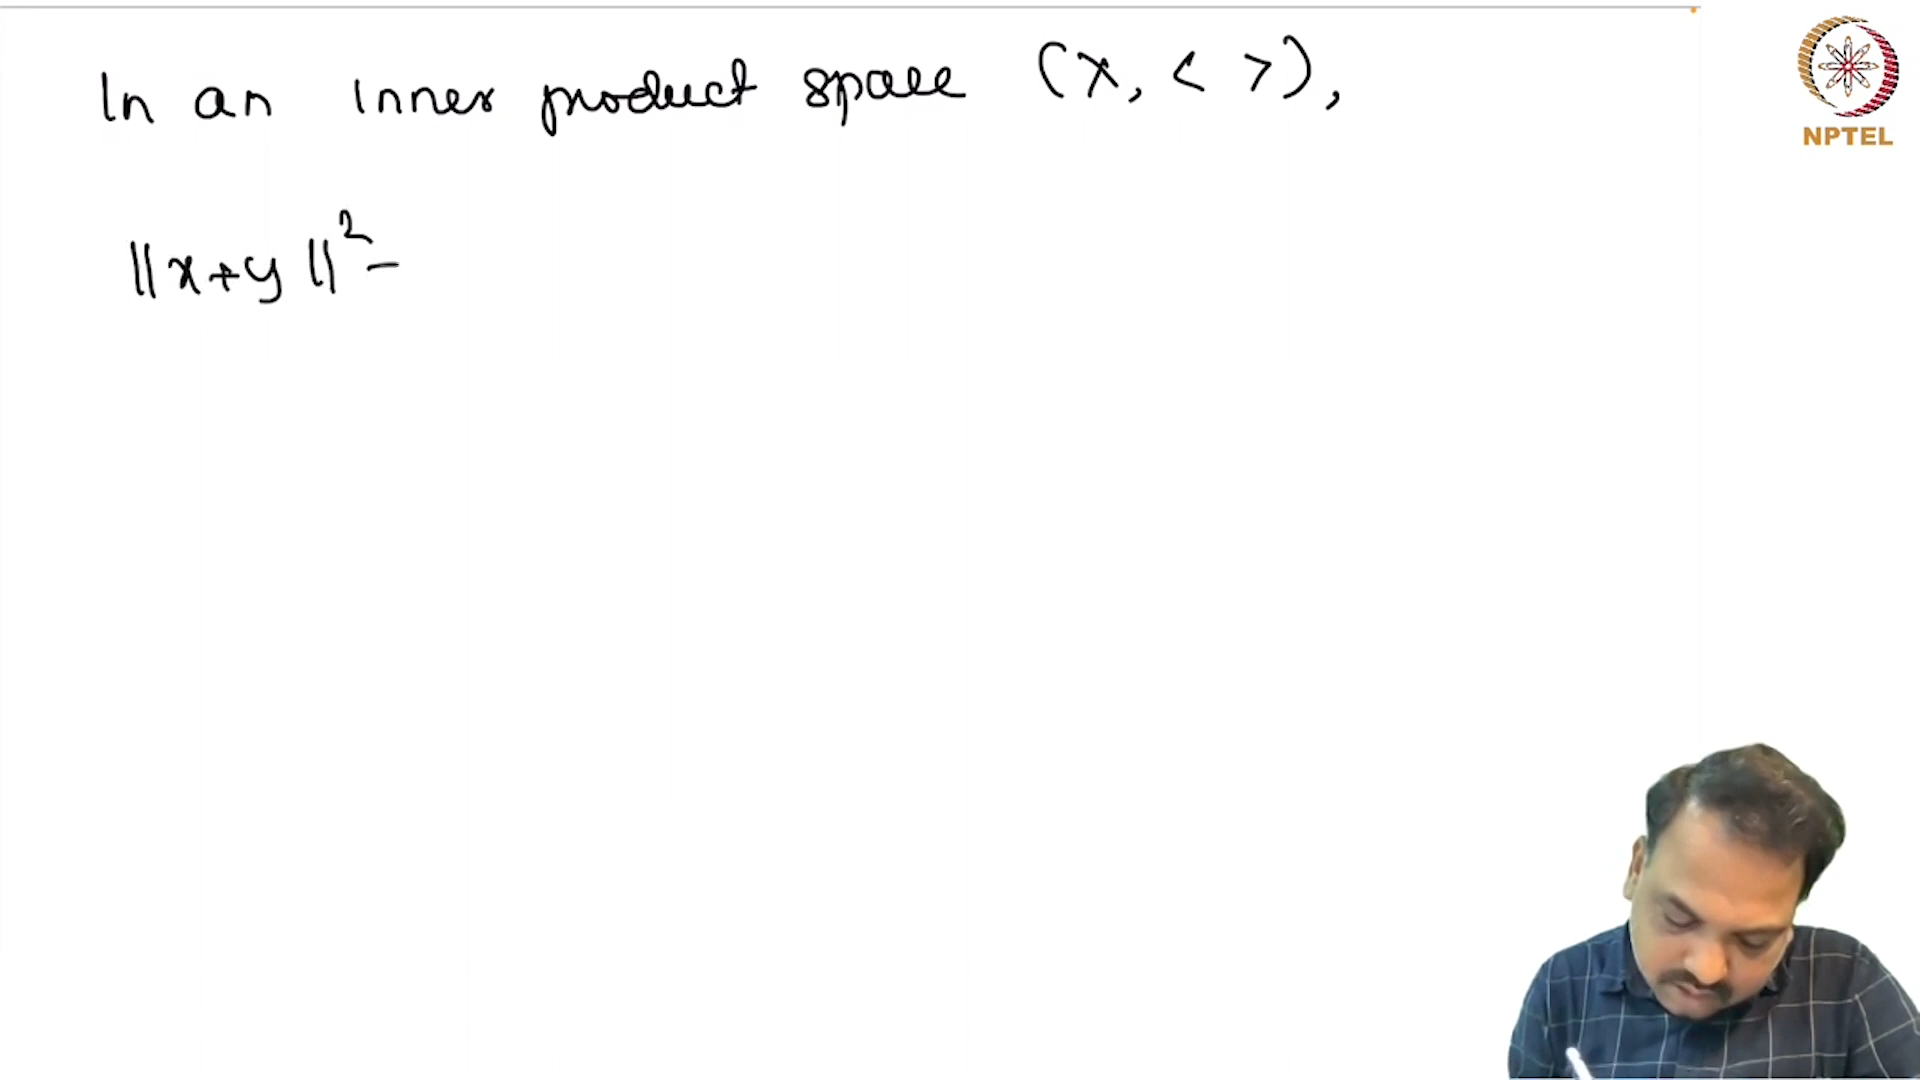 In an inner product space (X, < >),
||x+y||² -
NPTEL